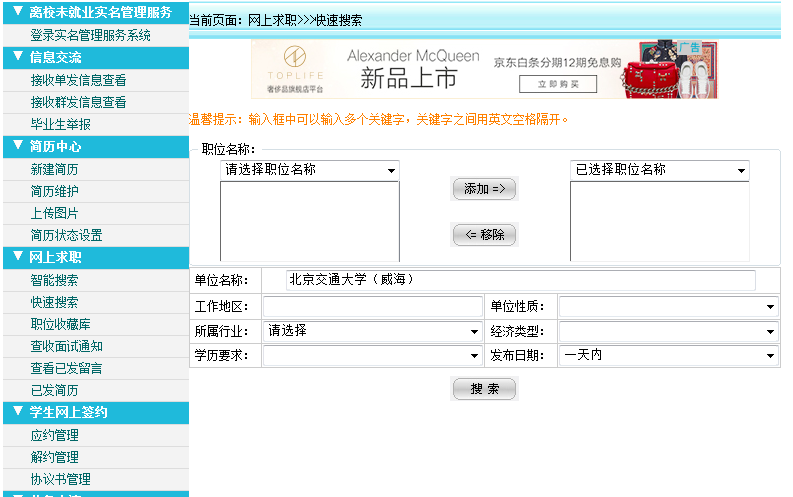 离校未就业实名管理服务
登录实名管理服务系统
信息交流
接收单发信息查看
接收群发信息查看
毕业生举报
简历中心
新建简历
简历维护
上传图片
简历状态设置
网上求职
智能搜索
快速搜索
职位收藏库
查收面试通知
查看已发留言
已发简历
学生网上签约
应约管理
解约管理
协议书管理
当前页面：网上求职>>>快速搜索
TOPLIFE
奢侈品旗舰店平台
Alexander McQueen
新品上市
京东白条分期12期免息购
立即购买
广告
温馨提示：输入框中可以输入多个关键字，关键字之间用英文空格隔开。
职位名称：
请选择职位名称
添加 =>
<= 移除
已选择职位名称
单位名称：
北京交通大学（威海）
工作地区：
单位性质：
所属行业：
请选择
经济类型：
学历要求：
发布日期：
一天内
搜 索